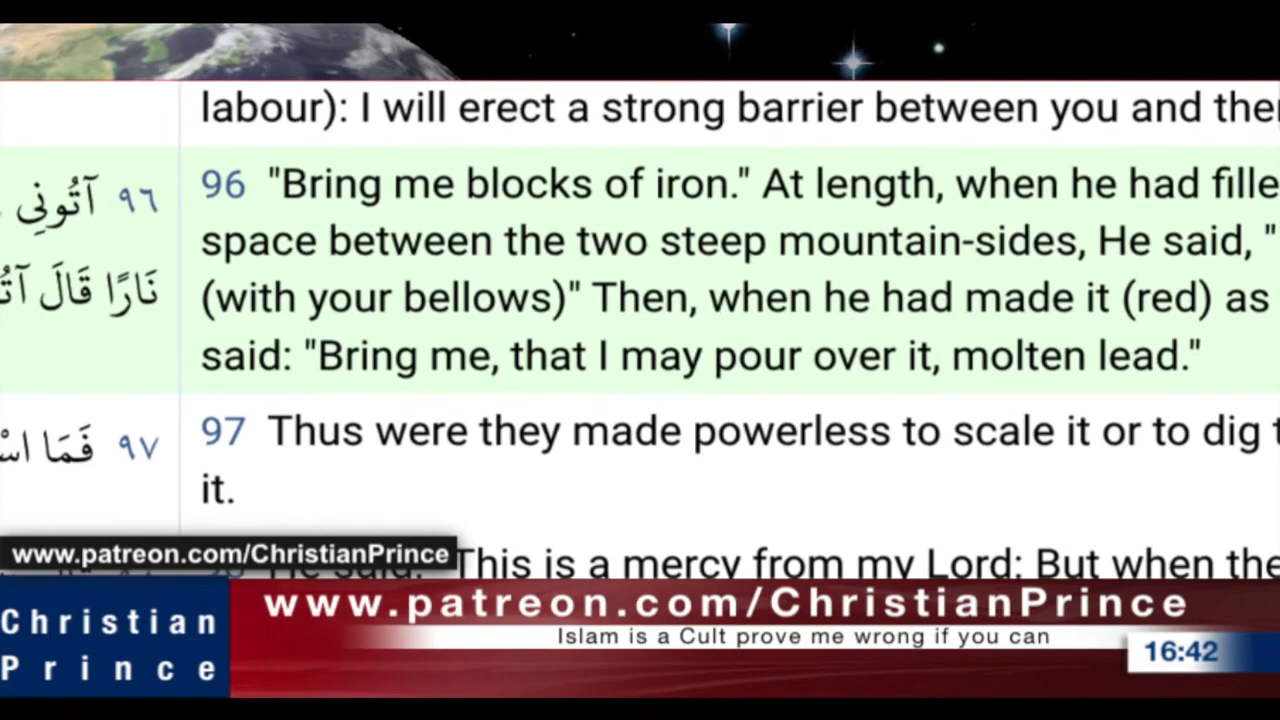 labour): I will erect a strong barrier between you and the
٩٦ آتُونِي
96 "Bring me blocks of iron." At length, when he had fille
space between the two steep mountain-sides, He said, "
نَارًا قَالَ
(with your bellows)" Then, when he had made it (red) as
said: "Bring me, that I may pour over it, molten lead."
٩٧ فَمَا
97 Thus were they made powerless to scale it or to dig
it.
www.patreon.com/ChristianPrince
This is a mercy from my Lord: But when the
www.patreon.com/ChristianPrince
Christian
Prince
Islam is a Cult prove me wrong if you can
16:42